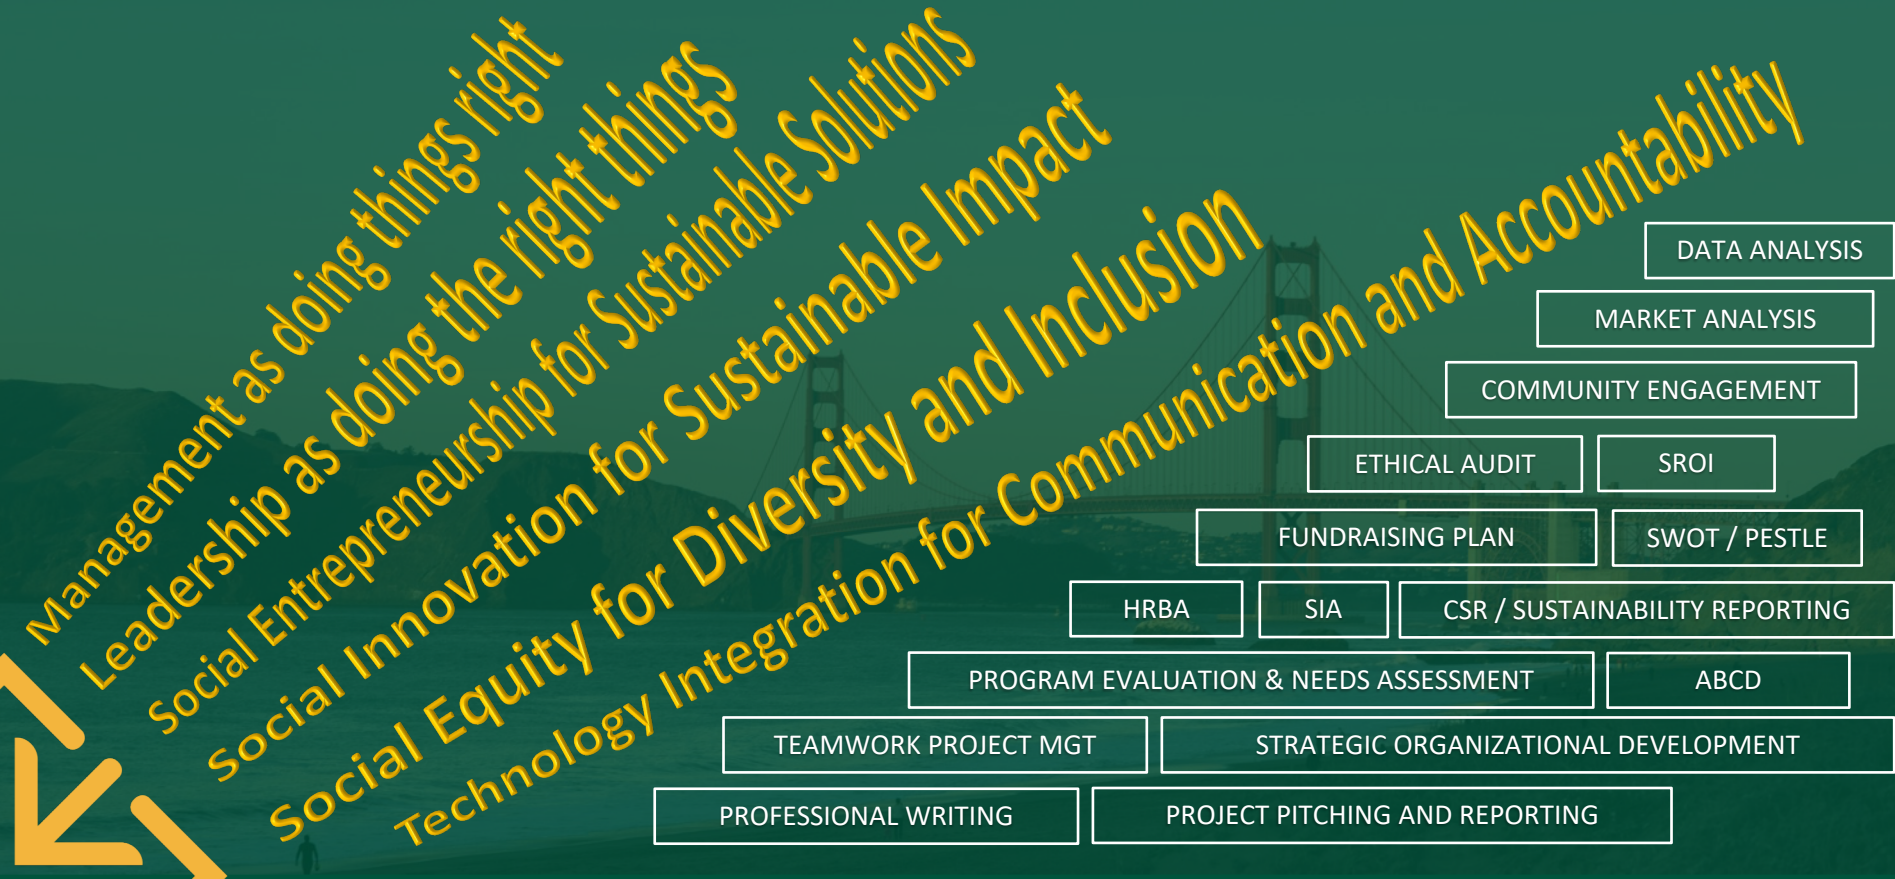 Management as doing things right
Leadership as doing the right things
Social Entrepreneurship for Sustainable Solutions
Social Innovation for Sustainable Impact
Social Equity for Diversity and Inclusion
Technology Integration for Communication and Accountability
DATA ANALYSIS
MARKET ANALYSIS
COMMUNITY ENGAGEMENT
ETHICAL AUDIT
SROI
FUNDRAISING PLAN
SWOT / PESTLE
HRBA
SIA
CSR / SUSTAINABILITY REPORTING
PROGRAM EVALUATION & NEEDS ASSESSMENT
ABCD
TEAMWORK PROJECT MGT
STRATEGIC ORGANIZATIONAL DEVELOPMENT
PROFESSIONAL WRITING
PROJECT PITCHING AND REPORTING